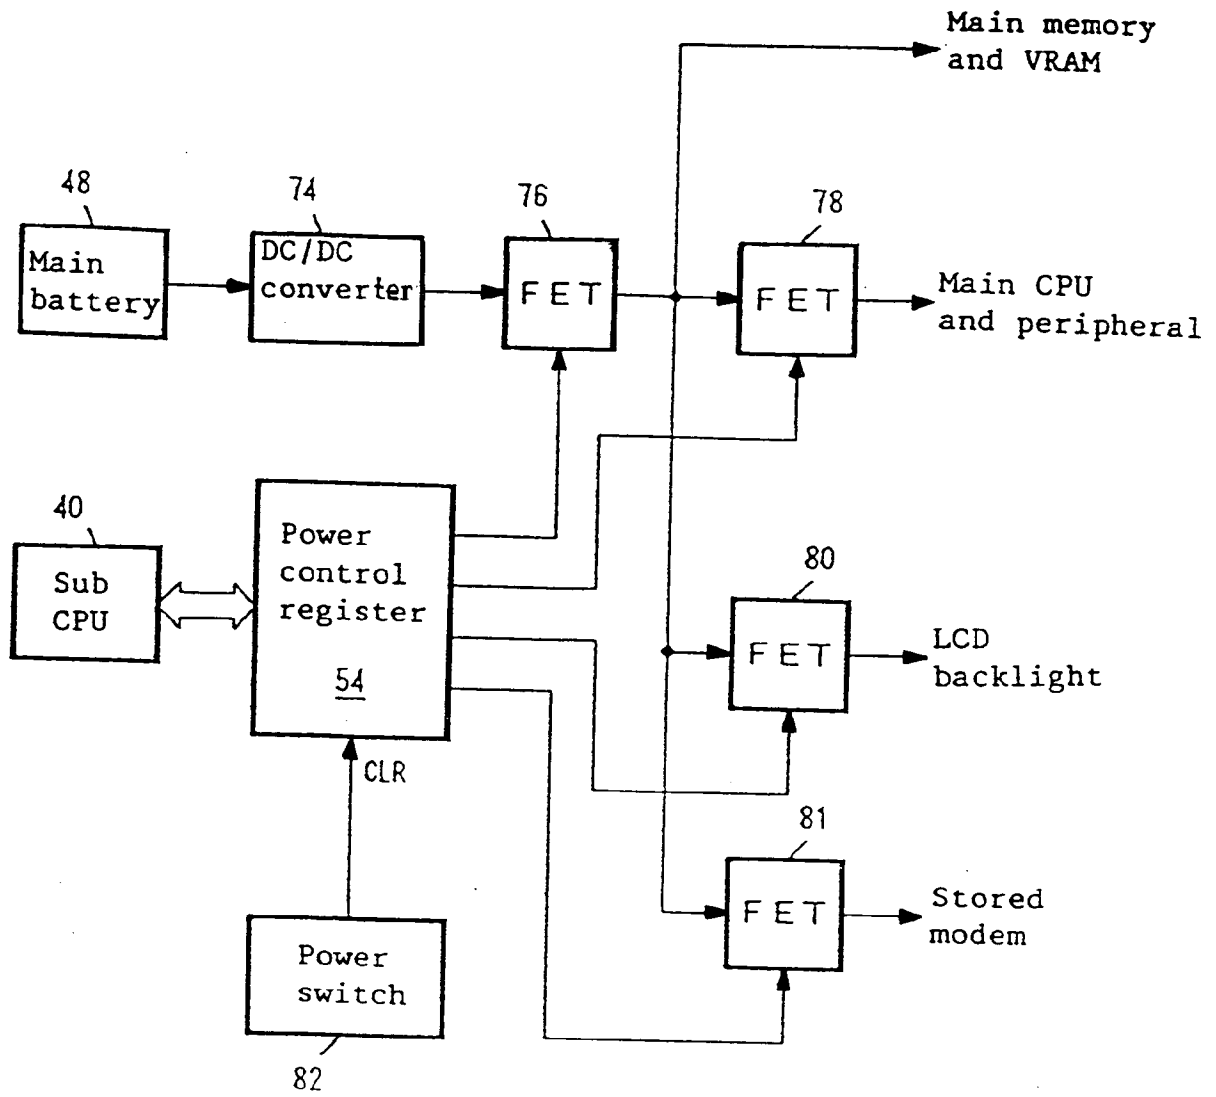 Main memory
and VRAM
48
74
76
78
Main
battery
DC/DC
converter
FET
FET
Main CPU
and peripheral
40
Sub
CPU
Power
control
register
54
80
FET
LCD
backlight
CLR
81
FET
Stored
modem
Power
switch
82